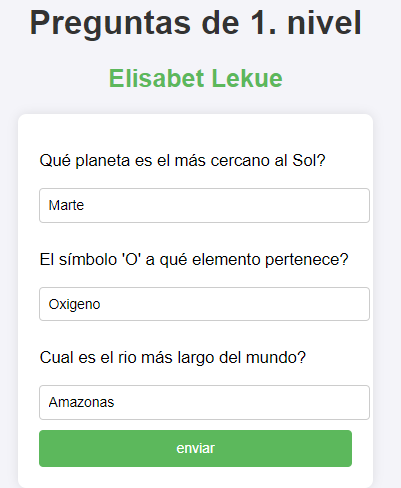 Preguntas de 1. nivel
Elisabet Lekue
Qué planeta es el más cercano al Sol?
Marte
El símbolo 'O' a qué elemento pertenece?
Oxigeno
Cual es el rio más largo del mundo?
Amazonas
enviar